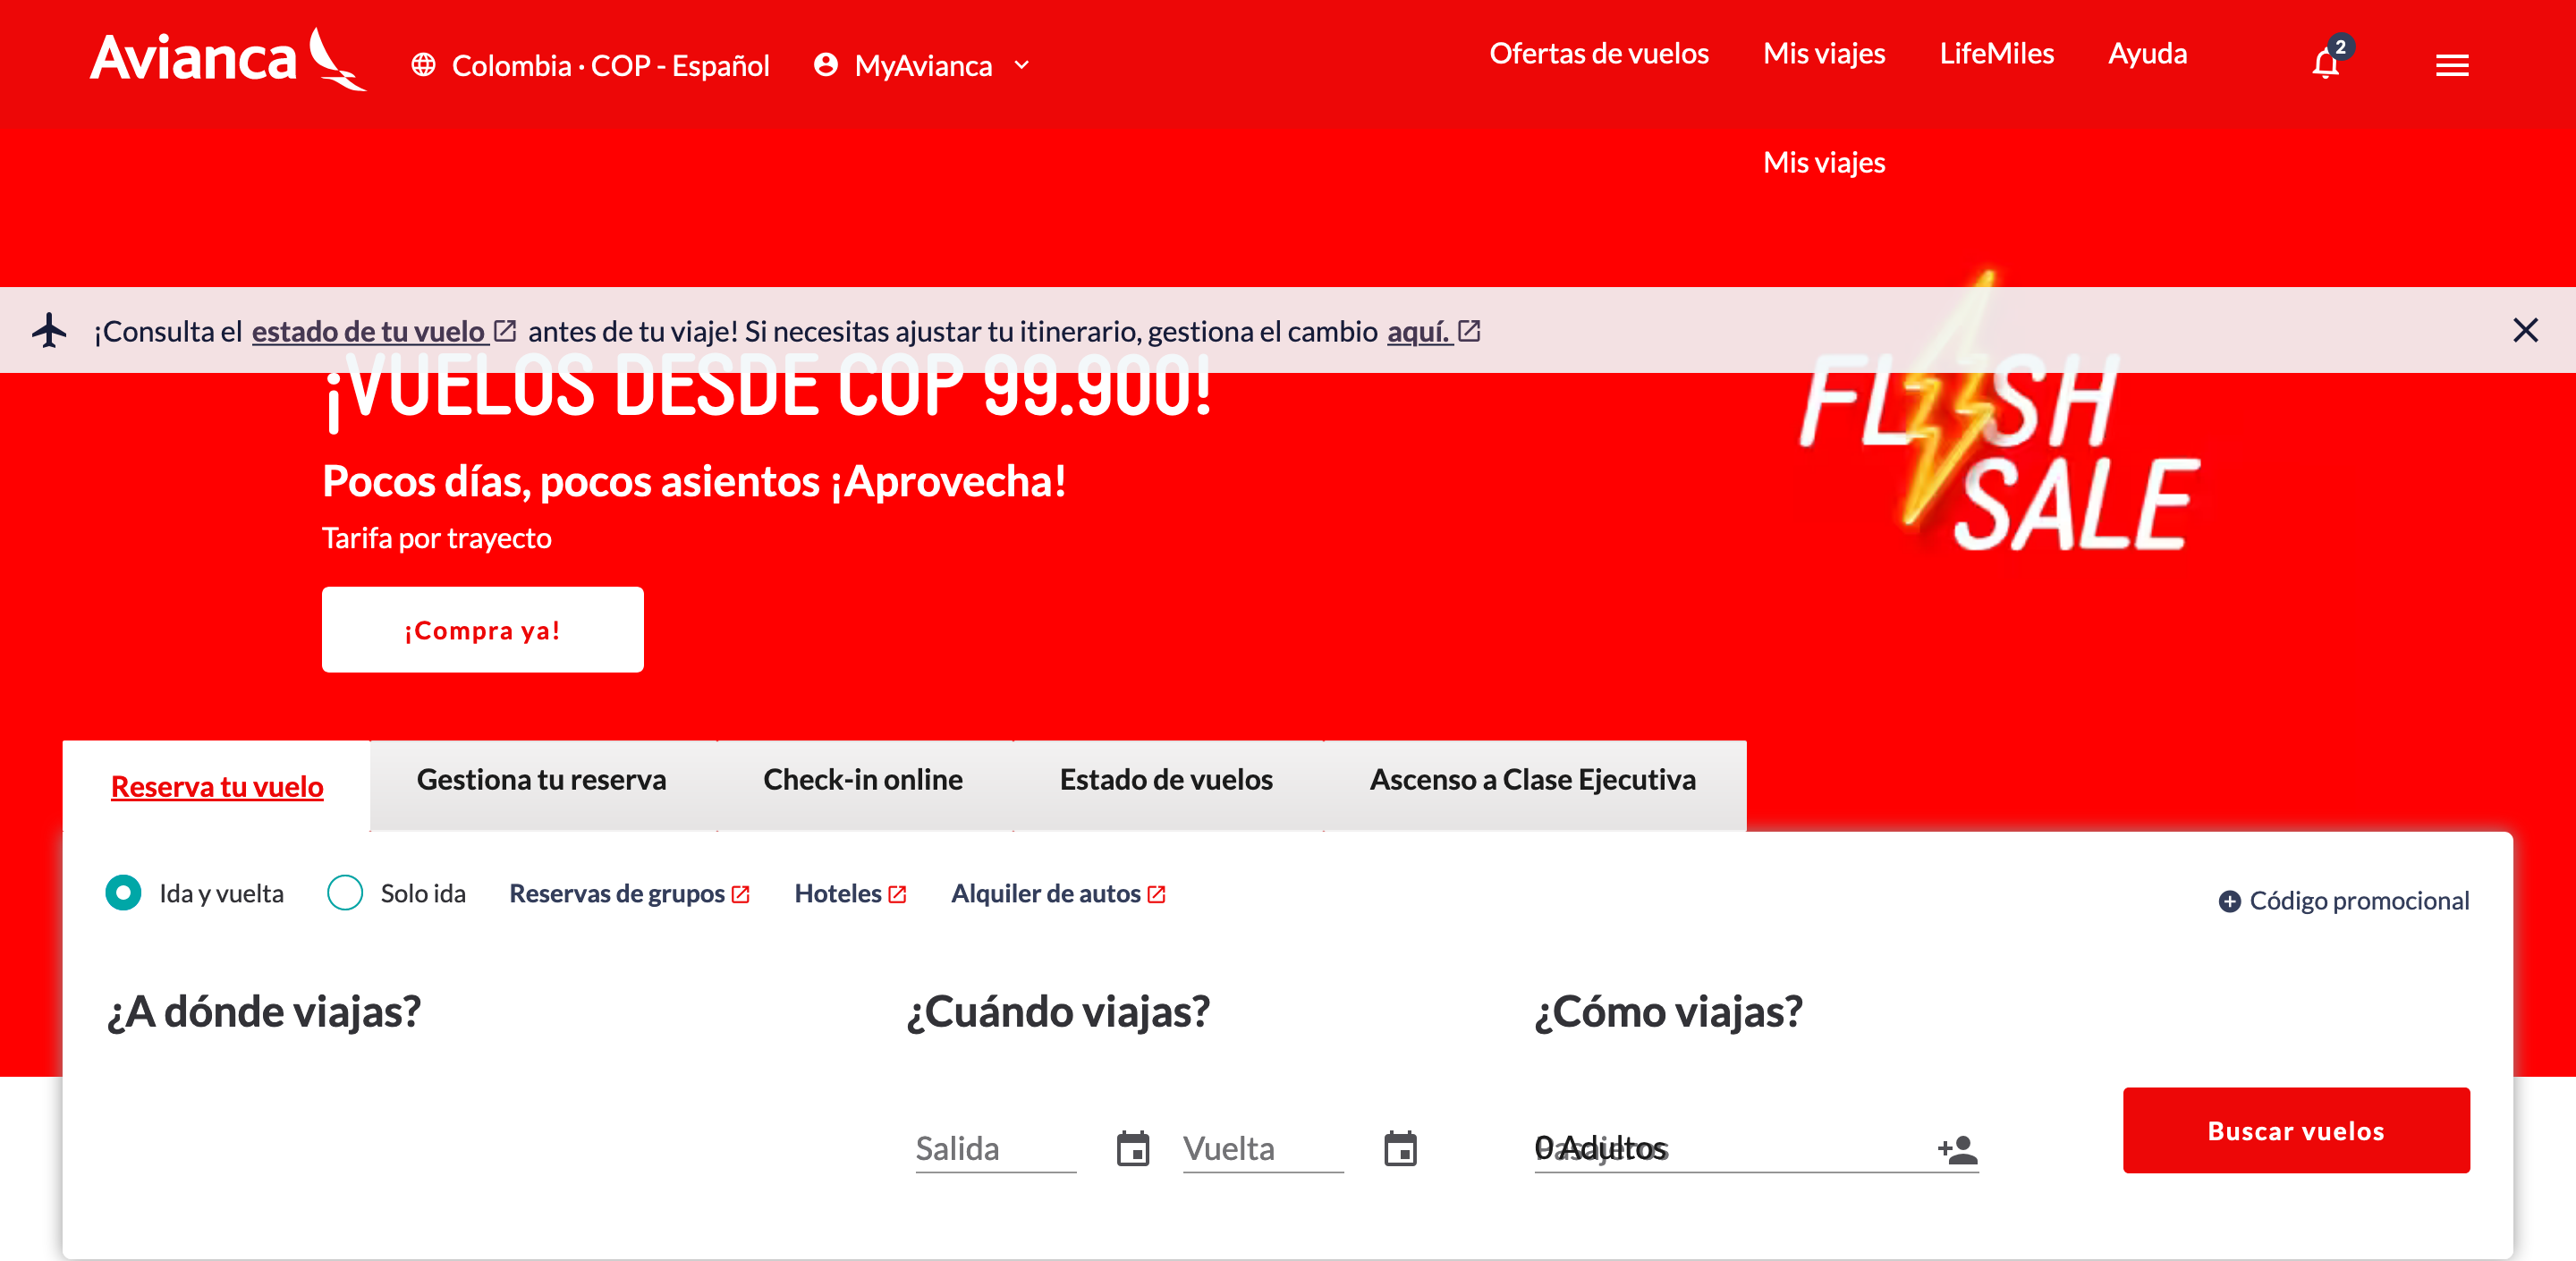 Avianca
Colombia · COP - Español
MyAvianca
Ofertas de vuelos
Mis viajes
LifeMiles
Ayuda
2
Mis viajes
¡Consulta el estado de tu vuelo antes de tu viaje! Si necesitas ajustar tu itinerario, gestiona el cambio aquí.
¡VUELOS DESDE COP 99.900!
Pocos días, pocos asientos ¡Aprovecha!
Tarifa por trayecto
¡Compra ya!
FLASH
SALE
Reserva tu vuelo
Gestiona tu reserva
Check-in online
Estado de vuelos
Ascenso a Clase Ejecutiva
Ida y vuelta
Solo ida
Reservas de grupos
Hoteles
Alquiler de autos
Código promocional
¿A dónde viajas?
¿Cuándo viajas?
¿Cómo viajas?
Salida
Vuelta
0 Adultos
Pasajeros
Buscar vuelos